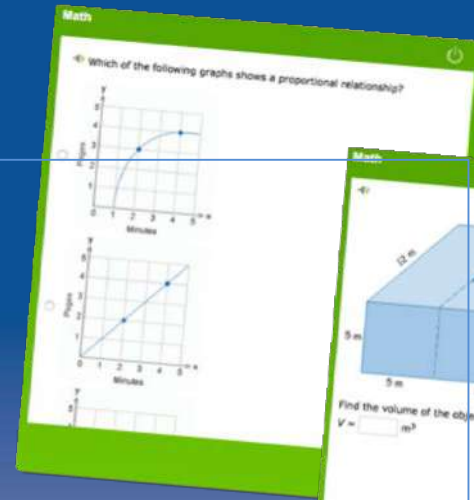 Math
Which of the following graphs shows a proportional relationship?
y
5
4
3
2
1
Pages
0 1 2 3 4 5 x
Minutes
y
5
4
3
2
1
Pages
0 1 2 3 4 5 x
Minutes
y
5
Math
12 m
5 m
5 m
Find the volume of the obje
V = m³